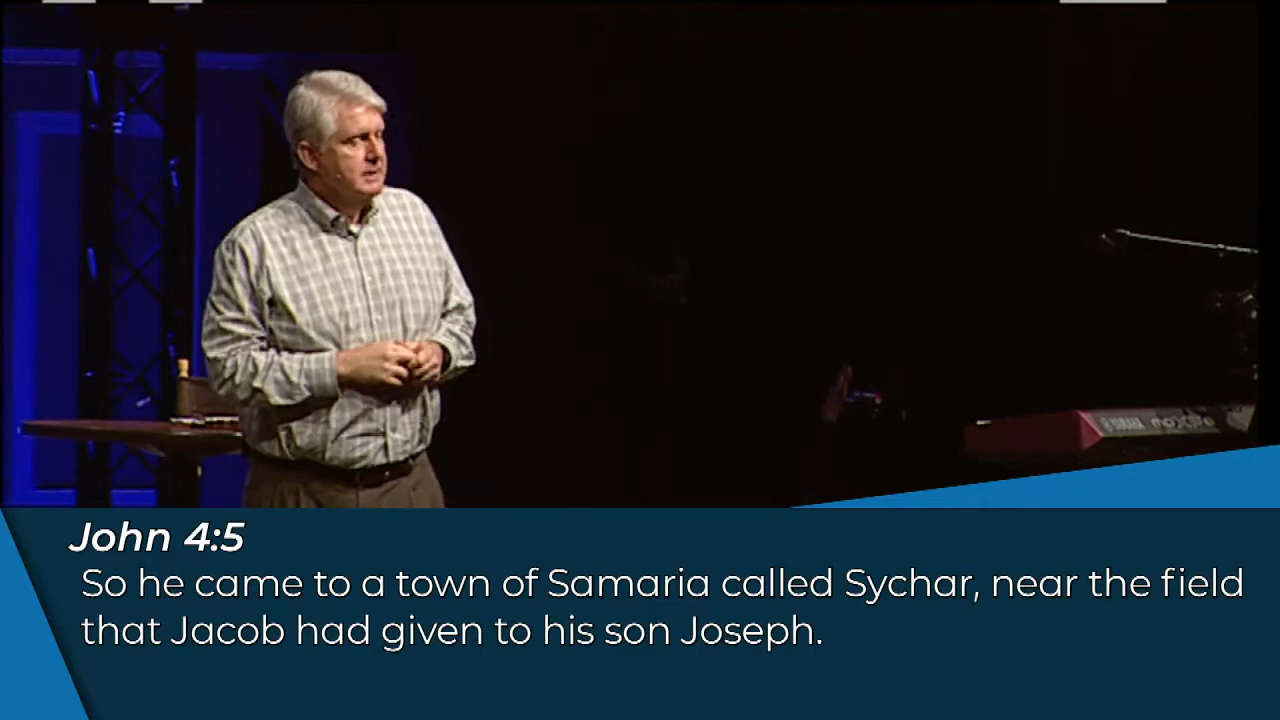 YAMAHA
John 4:5
So he came to a town of Samaria called Sychar, near the field
that Jacob had given to his son Joseph.